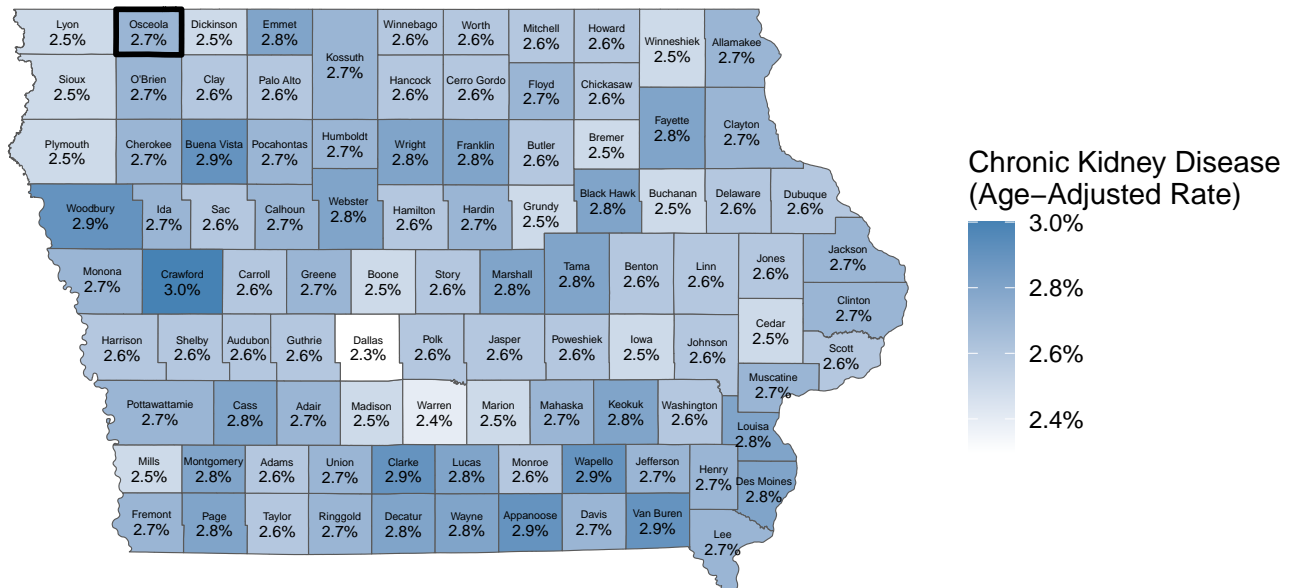 Lyon
2.5%
Osceola
2.7%
Dickinson
2.5%
Emmet
2.8%
Kossuth
2.7%
Winnebago
2.6%
Worth
2.6%
Mitchell
2.6%
Howard
2.6%
Winneshiek
2.5%
Allamakee
2.7%
Sioux
2.5%
O'Brien
2.7%
Clay
2.6%
Palo Alto
2.6%
Hancock
2.6%
Cerro Gordo
2.6%
Floyd
2.7%
Chickasaw
2.6%
Fayette
2.8%
Clayton
2.7%
Plymouth
2.5%
Cherokee
2.7%
Buena Vista
2.9%
Pocahontas
2.7%
Humboldt
2.7%
Wright
2.8%
Franklin
2.8%
Butler
2.6%
Bremer
2.5%
Woodbury
2.9%
Ida
2.7%
Sac
2.6%
Calhoun
2.7%
Webster
2.8%
Hamilton
2.6%
Hardin
2.7%
Grundy
2.5%
Black Hawk
2.8%
Buchanan
2.5%
Delaware
2.6%
Dubuque
2.6%
Monona
2.7%
Crawford
3.0%
Carroll
2.6%
Greene
2.7%
Boone
2.5%
Story
2.6%
Marshall
2.8%
Tama
2.8%
Benton
2.6%
Linn
2.6%
Jones
2.6%
Jackson
2.7%
Clinton
2.7%
Harrison
2.6%
Shelby
2.6%
Audubon
2.6%
Guthrie
2.6%
Dallas
2.3%
Polk
2.6%
Jasper
2.6%
Poweshiek
2.6%
Iowa
2.5%
Johnson
2.6%
Cedar
2.5%
Scott
2.6%
Muscatine
2.7%
Pottawattamie
2.7%
Cass
2.8%
Adair
2.7%
Madison
2.5%
Warren
2.4%
Marion
2.5%
Mahaska
2.7%
Keokuk
2.8%
Washington
2.6%
Louisa
2.8%
Mills
2.5%
Montgomery
2.8%
Adams
2.6%
Union
2.7%
Clarke
2.9%
Lucas
2.8%
Monroe
2.6%
Wapello
2.9%
Jefferson
2.7%
Henry
2.7%
Des Moines
2.8%
Fremont
2.7%
Page
2.8%
Taylor
2.6%
Ringgold
2.7%
Decatur
2.8%
Wayne
2.8%
Appanoose
2.9%
Davis
2.7%
Van Buren
2.9%
Lee
2.7%
Chronic Kidney Disease
(Age−Adjusted Rate)
3.0%
2.8%
2.6%
2.4%